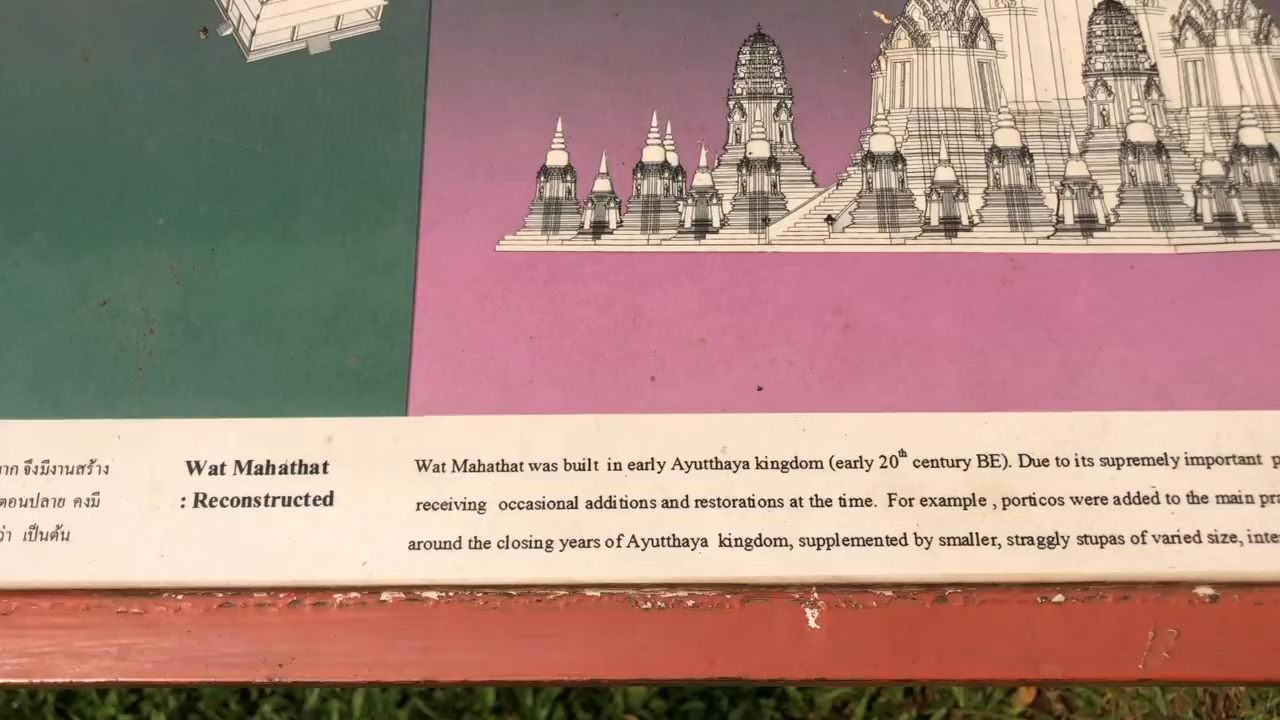 จึงมีงานสร้าง
ตอนปลาย คงมี
เป็นต้น
Wat Mahathat
: Reconstructed
Wat Mahathat was built in early Ayutthaya kingdom (early 20th century BE). Due to its supremely important
receiving occasional additions and restorations at the time. For example , porticos were added to the main
around the closing years of Ayutthaya kingdom, supplemented by smaller, straggly stupas of varied size,